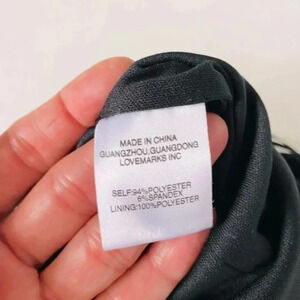 MADE IN CHINA
GUANGZHOU,GUANGDONG
LOVEMARKS INC
SELF:94%POLYESTER
6%SPANDEX
LINING:100%POLYESTER